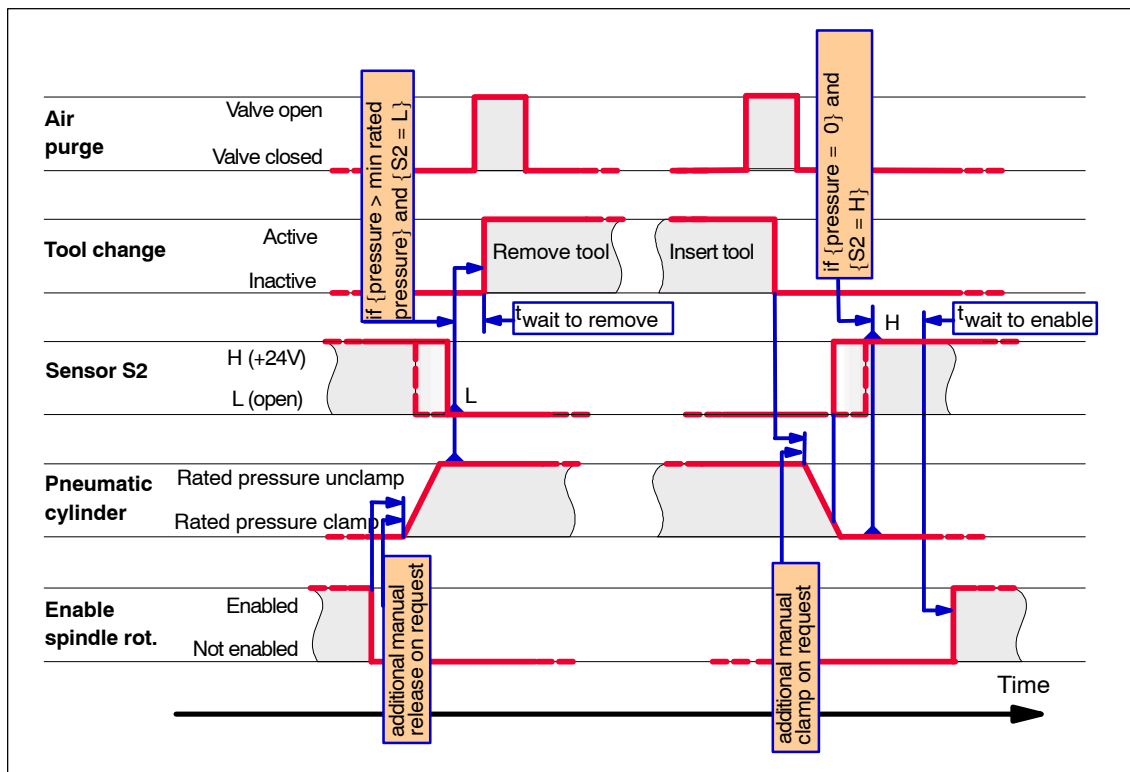 Air
purge
Valve open
Valve closed
if {pressure > min rated
pressure} and {S2 = L}
if {pressure = 0} and
{S2 = H}
Tool change
Active
Inactive
Remove tool
Insert tool
twait to remove
H
twait to enable
Sensor S2
H (+24V)
L (open)
L
Pneumatic
cylinder
Rated pressure unclamp
Rated pressure clamp
Enable
spindle rot.
Enabled
Not enabled
additional manual
release on request
additional manual
clamp on request
Time